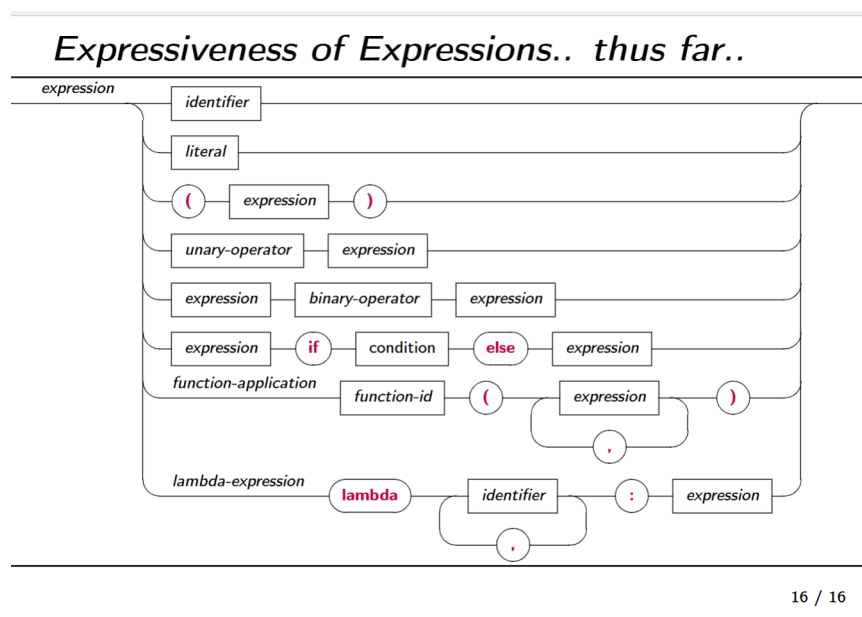 Expressiveness of Expressions.. thus far..
expression
identifier
literal
( expression )
unary-operator expression
expression binary-operator expression
expression if condition else expression
function-application function-id ( expression )
,
lambda-expression lambda identifier : expression
,
16 / 16